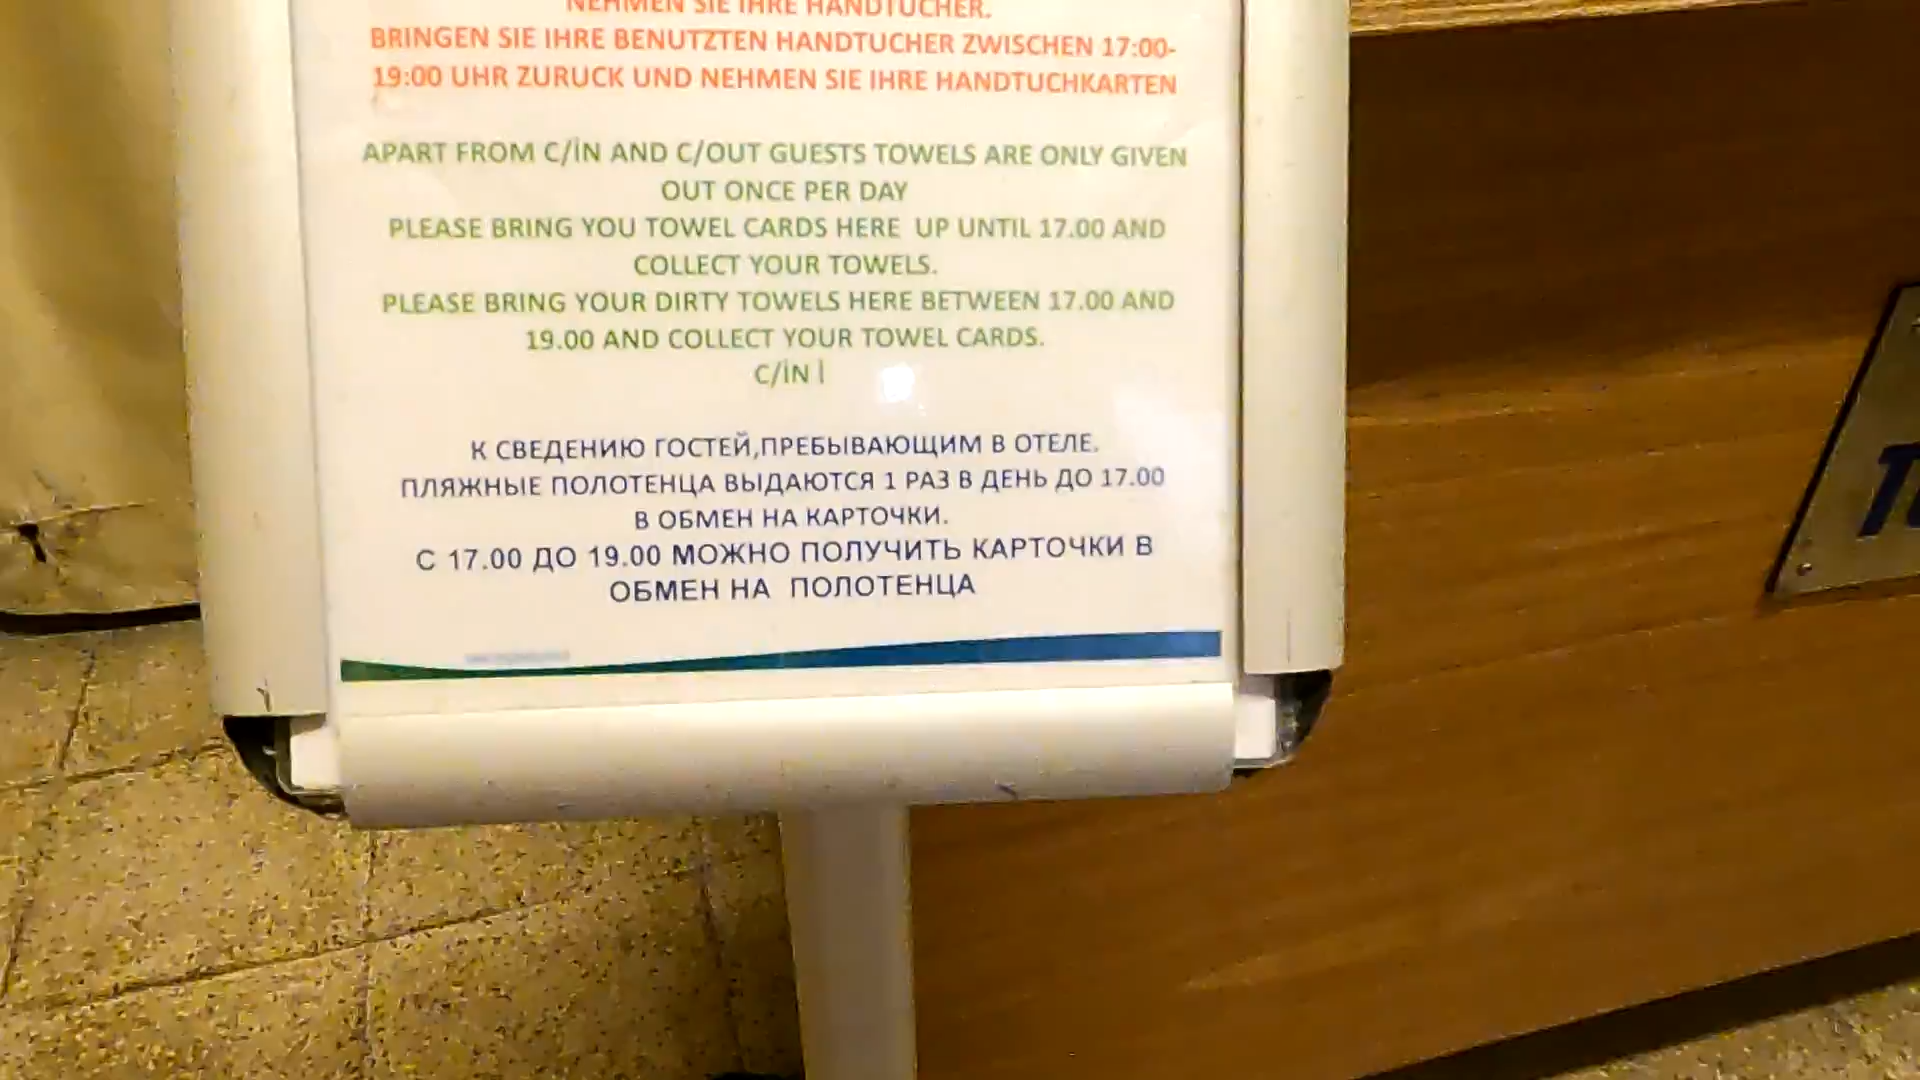 NEHMEN SIE IHRE HANDTUCHER.
BRINGEN SIE IHRE BENUTZTEN HANDTUCHER ZWISCHEN 17:00-
19:00 UHR ZURUCK UND NEHMEN SIE IHRE HANDTUCHKARTEN
APART FROM C/İN AND C/OUT GUESTS TOWELS ARE ONLY GIVEN
OUT ONCE PER DAY
PLEASE BRING YOU TOWEL CARDS HERE UP UNTIL 17.00 AND
COLLECT YOUR TOWELS.
PLEASE BRING YOUR DIRTY TOWELS HERE BETWEEN 17.00 AND
19.00 AND COLLECT YOUR TOWEL CARDS.
C/İN İ
К СВЕДЕНИЮ ГОСТЕЙ,ПРЕБЫВАЮЩИМ В ОТЕЛЕ.
ПЛЯЖНЫЕ ПОЛОТЕНЦА ВЫДАЮТСЯ 1 РАЗ В ДЕНЬ ДО 17.00
В ОБМЕН НА КАРТОЧКИ.
С 17.00 ДО 19.00 МОЖНО ПОЛУЧИТЬ КАРТОЧКИ В
ОБМЕН НА ПОЛОТЕНЦА